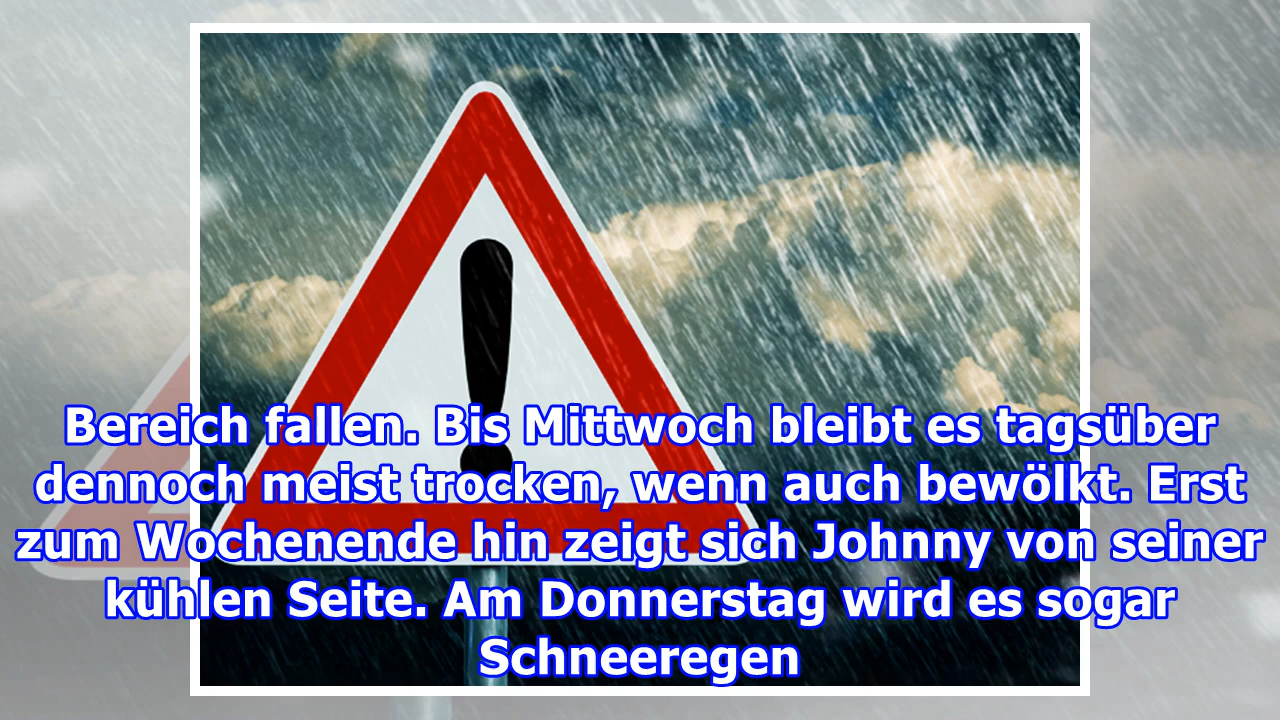 Bereich fallen. Bis Mittwoch bleibt es tagsüber
dennoch meist trocken, wenn auch bewölkt. Erst
zum Wochenende hin zeigt sich Johnny von seiner
kühlen Seite. Am Donnerstag wird es sogar
Schneeregen